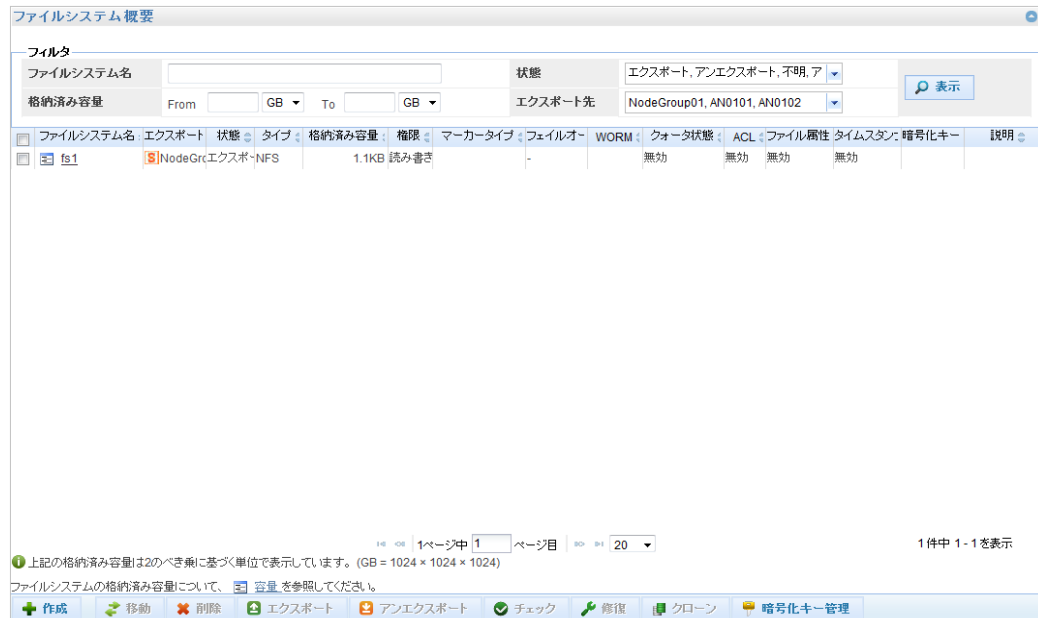 ファイルシステム概要
フィルタ
ファイルシステム名 状態 エクスポート, アンエクスポート, 不明, ア
表示
格納済み容量 From GB To GB エクスポート先 NodeGroup01, AN0101, AN0102
ファイルシステム名 エクスポート 状態 タイプ 格納済み容量 権限 マーカータイプ フェイルオー WORM クォータ状態 ACL ファイル属性 タイムスタン 暗号化キー 説明
fs1 S NodeGrc エクスポ NFS 1.1KB 読み書き - 無効 無効 無効 無効
1ページ中 1 ページ目 20 1件中 1 - 1 を表示
上記の格納済み容量は2のべき乗に基づく単位で表示しています。(GB = 1024 × 1024 × 1024)
ファイルシステムの格納済み容量について、 容量 を参照してください。
作成 移動 削除 エクスポート アンエクスポート チェック 修復 クローン 暗号化キー管理